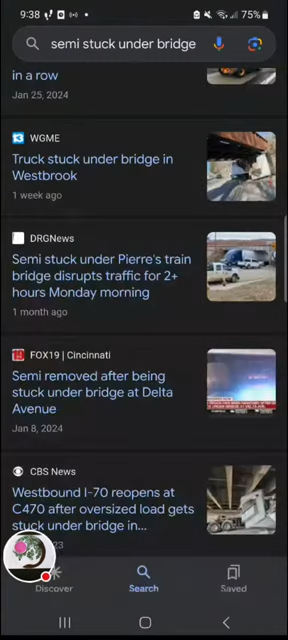 9:38
75%
semi stuck under bridge
in a row
Jan 25, 2024
13 WGME
Truck stuck under bridge in
Westbrook
1 week ago
DRGNews
Semi stuck under Pierre's train
bridge disrupts traffic for 2+
hours Monday morning
1 month ago
FOX19 | Cincinnati
Semi removed after being
stuck under bridge at Delta
Avenue
Jan 8, 2024
CBS News
Westbound I-70 reopens at
C470 after oversized load gets
stuck under bridge in...
23
Discover
Search
Saved